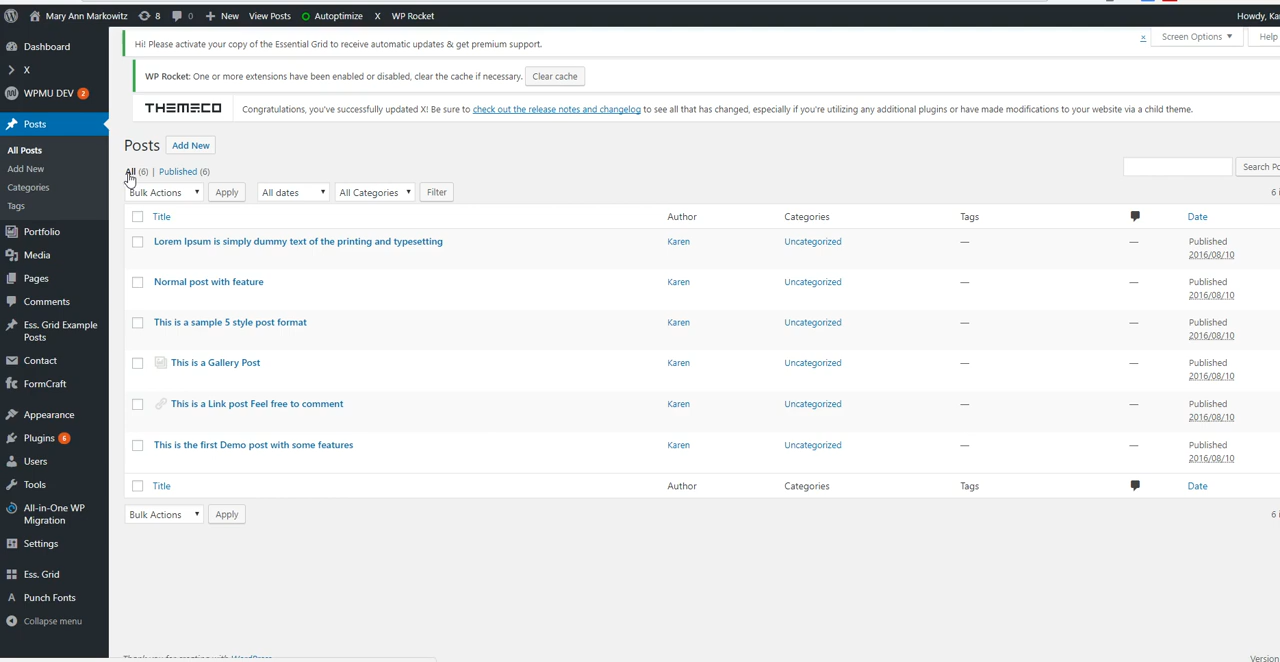 Mary Ann Markowitz 8 0 New View Posts Autoptimize X WP Rocket Howdy, Ka
Dashboard
X
WPMU DEV 2
Posts
All Posts
Add New
Categories
Tags
Portfolio
Media
Pages
Comments
Ess. Grid Example
Posts
Contact
FormCraft
Appearance
Plugins 6
Users
Tools
All-in-One WP
Migration
Settings
Ess. Grid
Punch Fonts
Collapse menu
Hi! Please activate your copy of the Essential Grid to receive automatic updates & get premium support.
x Screen Options ▼ Help
WP Rocket: One or more extensions have been enabled or disabled, clear the cache if necessary. Clear cache
THEMECO Congratulations, you've successfully updated X! Be sure to check out the release notes and changelog to see all that has changed, especially if you're utilizing any additional plugins or have made modifications to your website via a child theme.
Posts Add New
All (6) | Published (6)
Search Po
Bulk Actions Apply All dates All Categories Filter 6 i
Title Author Categories Tags Date
Lorem Ipsum is simply dummy text of the printing and typesetting Karen Uncategorized — — Published
2016/08/10
Normal post with feature Karen Uncategorized — — Published
2016/08/10
This is a sample 5 style post format Karen Uncategorized — — Published
2016/08/10
This is a Gallery Post Karen Uncategorized — — Published
2016/08/10
This is a Link post Feel free to comment Karen Uncategorized — — Published
2016/08/10
This is the first Demo post with some features Karen Uncategorized — — Published
2016/08/10
Title Author Categories Tags Date
Bulk Actions Apply 6 i
Thank you for creating with WordPress. Version